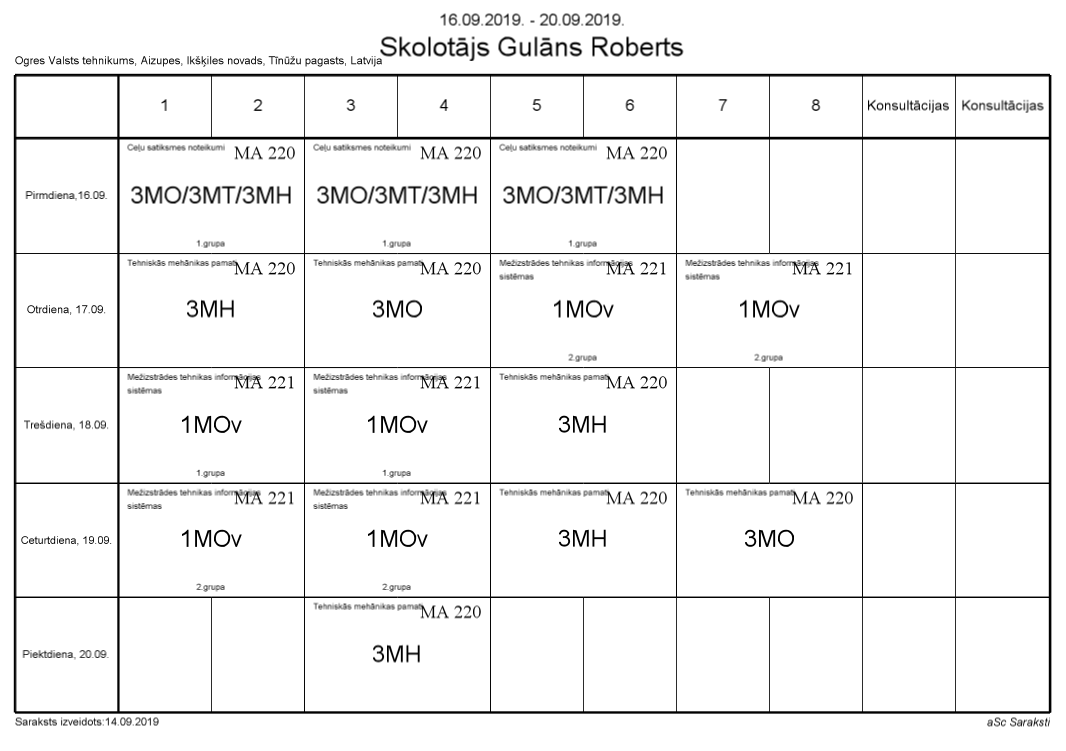 16.09.2019. - 20.09.2019.
Skolotājs Gulāns Roberts
Ogres Valsts tehnikums, Aizupes, Ikšķiles novads, Tīnūžu pagasts, Latvija
1 2 3 4 5 6 7 8 Konsultācijas Konsultācijas
Pirmdiena,16.09.
Ceļu satiksmes noteikumi MA 220
3MO/3MT/3MH
1.grupa
Ceļu satiksmes noteikumi MA 220
3MO/3MT/3MH
1.grupa
Ceļu satiksmes noteikumi MA 220
3MO/3MT/3MH
1.grupa
Otrdiena, 17.09.
Tehniskās mehānikas pamati MA 220
3MH
Tehniskās mehānikas pamati MA 220
3MO
Mežizstrādes tehnikas informācijas MA 221
sistēmas
1MOv
2.grupa
Mežizstrādes tehnikas informācijas MA 221
sistēmas
1MOv
2.grupa
Trešdiena, 18.09.
Mežizstrādes tehnikas informācijas MA 221
sistēmas
1MOv
1.grupa
Mežizstrādes tehnikas informācijas MA 221
sistēmas
1MOv
1.grupa
Tehniskās mehānikas pamati MA 220
3MH
Ceturtdiena, 19.09.
Mežizstrādes tehnikas informācijas MA 221
sistēmas
1MOv
2.grupa
Mežizstrādes tehnikas informācijas MA 221
sistēmas
1MOv
2.grupa
Tehniskās mehānikas pamati MA 220
3MH
Tehniskās mehānikas pamati MA 220
3MO
Piektdiena, 20.09.
Tehniskās mehānikas pamati MA 220
3MH
Saraksts izveidots:14.09.2019
aSc Saraksti